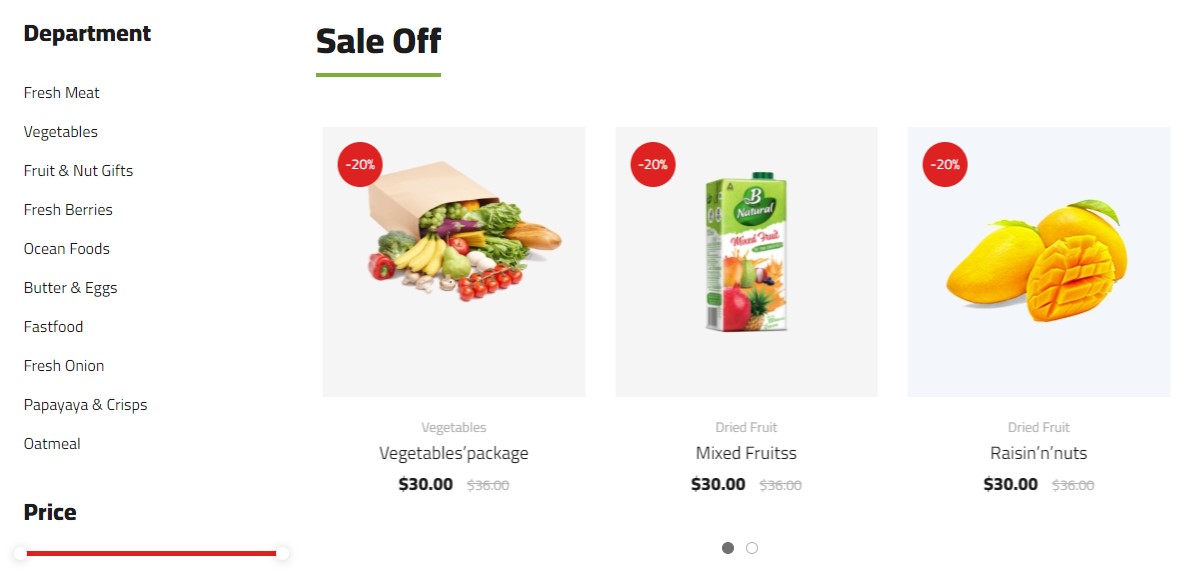 Department
Fresh Meat
Vegetables
Fruit & Nut Gifts
Fresh Berries
Ocean Foods
Butter & Eggs
Fastfood
Fresh Onion
Papayaya & Crisps
Oatmeal
Price
Sale Off
-20%
Vegetables
Vegetables’package
$30.00 $36.00
-20%
B
Natural
Mixed Fruit
Dried Fruit
Mixed Fruitss
$30.00 $36.00
-20%
Dried Fruit
Raisin’n’nuts
$30.00 $36.00